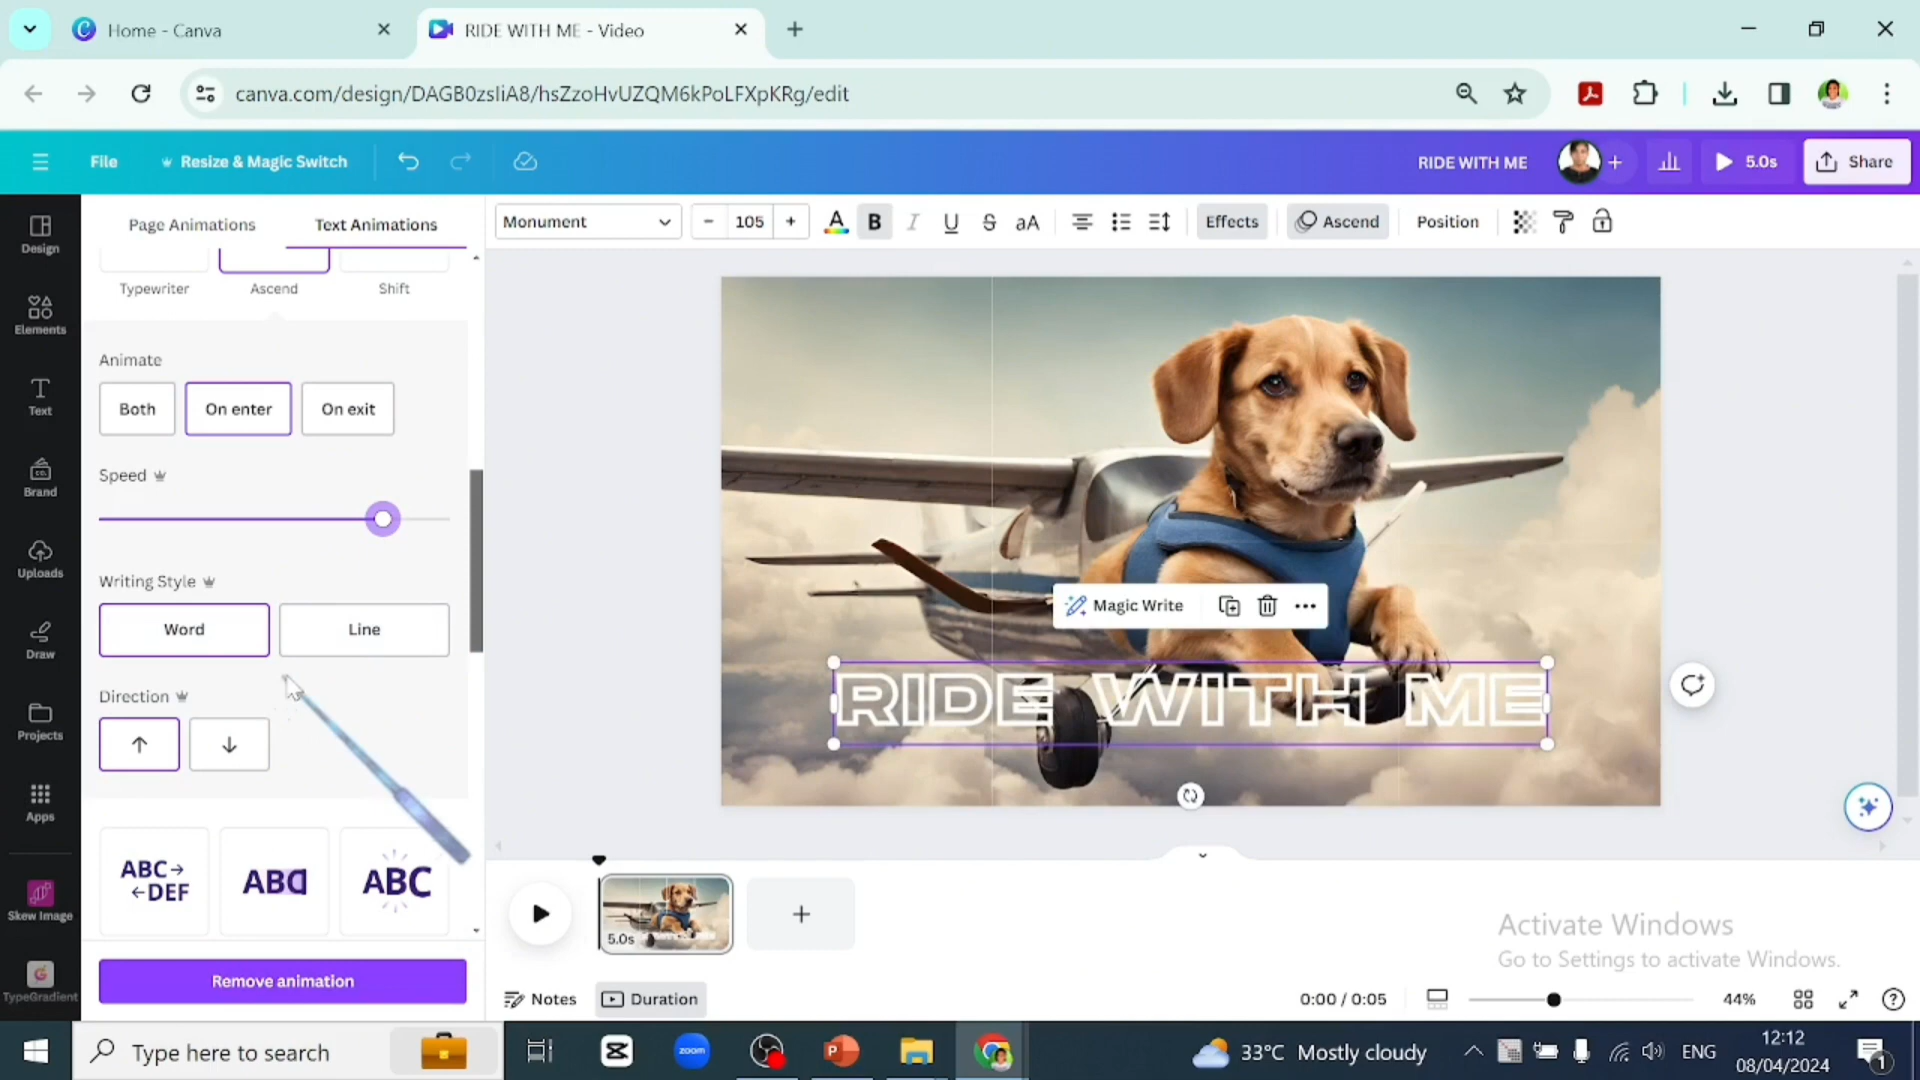 Home - Canva
RIDE WITH ME - Video
canva.com/design/DAGB0zsIiA8/hsZzoHvUZQM6kPoLFXpKRg/edit
File
Resize & Magic Switch
RIDE WITH ME
5.0s
Share
Design
Elements
Text
Brand
Uploads
Draw
Projects
Apps
Skew Image
TypeGradient
Page Animations
Text Animations
Typewriter
Ascend
Shift
Animate
Both
On enter
On exit
Speed
Writing Style
Word
Line
Direction
ABC→
←DEF
ABD
ABC
Remove animation
Monument
- 105 +
A
B
I
U
S
aA
Effects
Ascend
Position
Magic Write
RIDE WITH ME
5.0s
Notes
Duration
0:00 / 0:05
44%
Activate Windows
Go to Settings to activate Windows.
Type here to search
zoom
33°C Mostly cloudy
ENG
12:12
08/04/2024
1